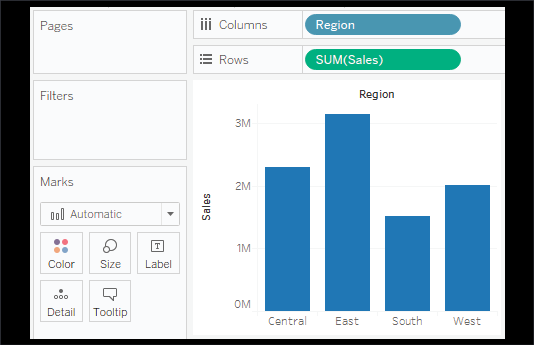 Pages
Columns
Region
Rows
SUM(Sales)
Filters
Marks
Automatic
Color
Size
T
Label
Detail
Tooltip
Region
Sales
3M
2M
1M
0M
Central
East
South
West